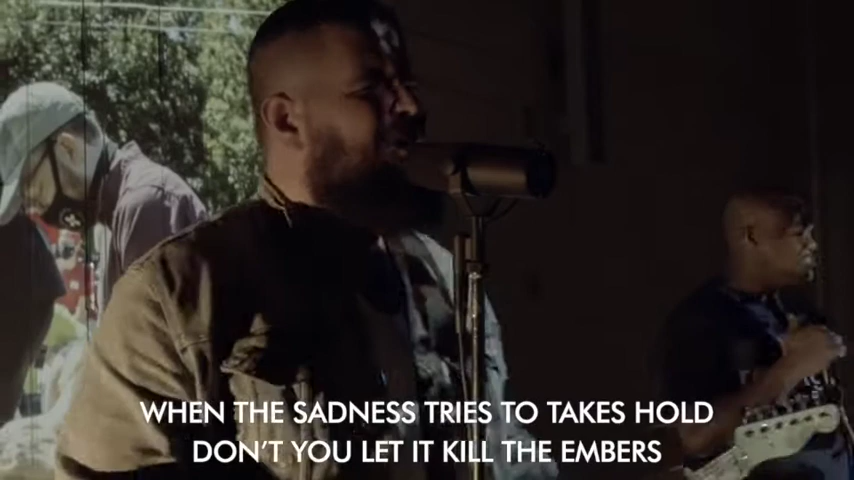 WHEN THE SADNESS TRIES TO TAKES HOLD
DON'T YOU LET IT KILL THE EMBERS